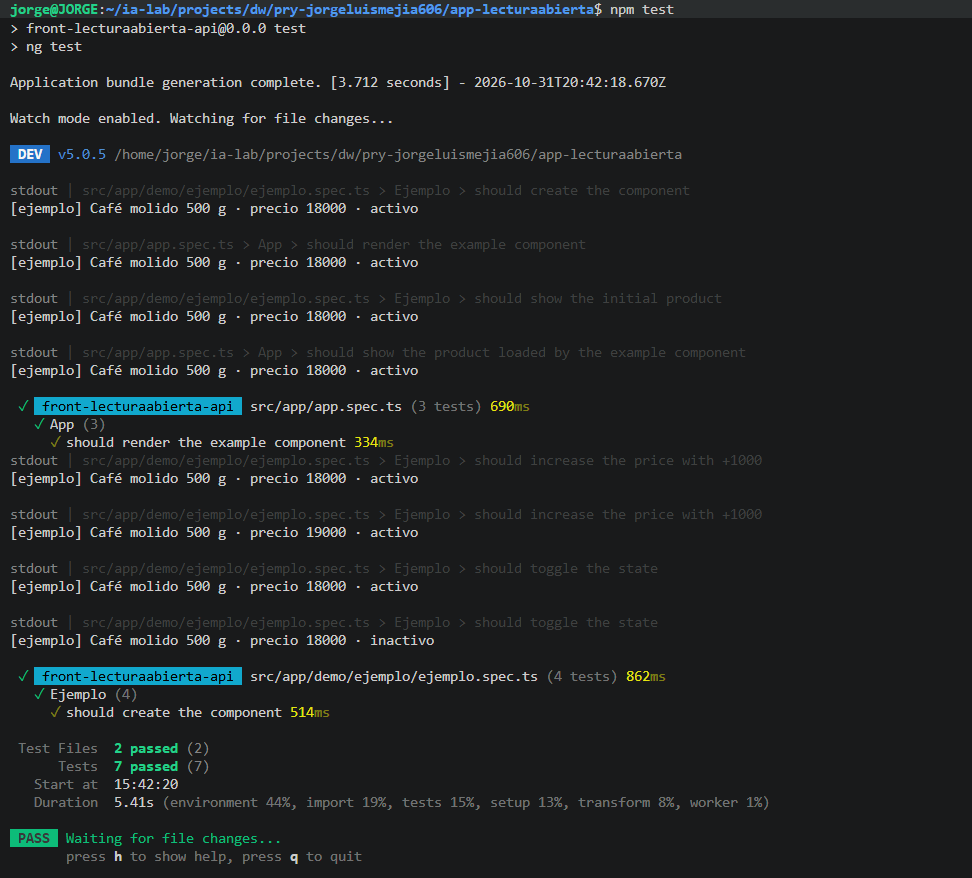 jorge@JORGE:~/ia-lab/projects/dw/pry-jorgeluismejia606/app-lecturaabierta$ npm test
> front-lecturaabierta-api@0.0.0 test
> ng test
Application bundle generation complete. [3.712 seconds] - 2026-10-31T20:42:18.670Z
Watch mode enabled. Watching for file changes...
DEV v5.0.5 /home/jorge/ia-lab/projects/dw/pry-jorgeluismejia606/app-lecturaabierta
stdout | src/app/demo/ejemplo/ejemplo.spec.ts > Ejemplo > should create the component
[ejemplo] Café molido 500 g · precio 18000 · activo
stdout | src/app/app.spec.ts > App > should render the example component
[ejemplo] Café molido 500 g · precio 18000 · activo
stdout | src/app/demo/ejemplo/ejemplo.spec.ts > Ejemplo > should show the initial product
[ejemplo] Café molido 500 g · precio 18000 · activo
stdout | src/app/app.spec.ts > App > should show the product loaded by the example component
[ejemplo] Café molido 500 g · precio 18000 · activo
✓ front-lecturaabierta-api src/app/app.spec.ts (3 tests) 690ms
✓ App (3)
✓ should render the example component 334ms
stdout | src/app/demo/ejemplo/ejemplo.spec.ts > Ejemplo > should increase the price with +1000
[ejemplo] Café molido 500 g · precio 18000 · activo
stdout | src/app/demo/ejemplo/ejemplo.spec.ts > Ejemplo > should increase the price with +1000
[ejemplo] Café molido 500 g · precio 19000 · activo
stdout | src/app/demo/ejemplo/ejemplo.spec.ts > Ejemplo > should toggle the state
[ejemplo] Café molido 500 g · precio 18000 · activo
stdout | src/app/demo/ejemplo/ejemplo.spec.ts > Ejemplo > should toggle the state
[ejemplo] Café molido 500 g · precio 18000 · inactivo
✓ front-lecturaabierta-api src/app/demo/ejemplo/ejemplo.spec.ts (4 tests) 862ms
✓ Ejemplo (4)
✓ should create the component 514ms
Test Files 2 passed (2)
Tests 7 passed (7)
Start at 15:42:20
Duration 5.41s (environment 44%, import 19%, tests 15%, setup 13%, transform 8%, worker 1%)
PASS Waiting for file changes...
press h to show help, press q to quit